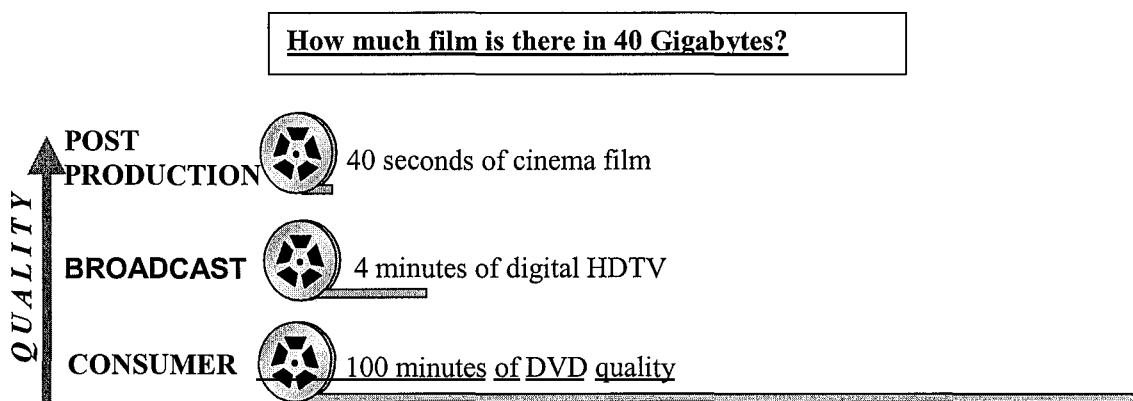 How much film is there in 40 Gigabytes?
POST
PRODUCTION
40 seconds of cinema film
BROADCAST
4 minutes of digital HDTV
CONSUMER
100 minutes of DVD quality
QUALITY